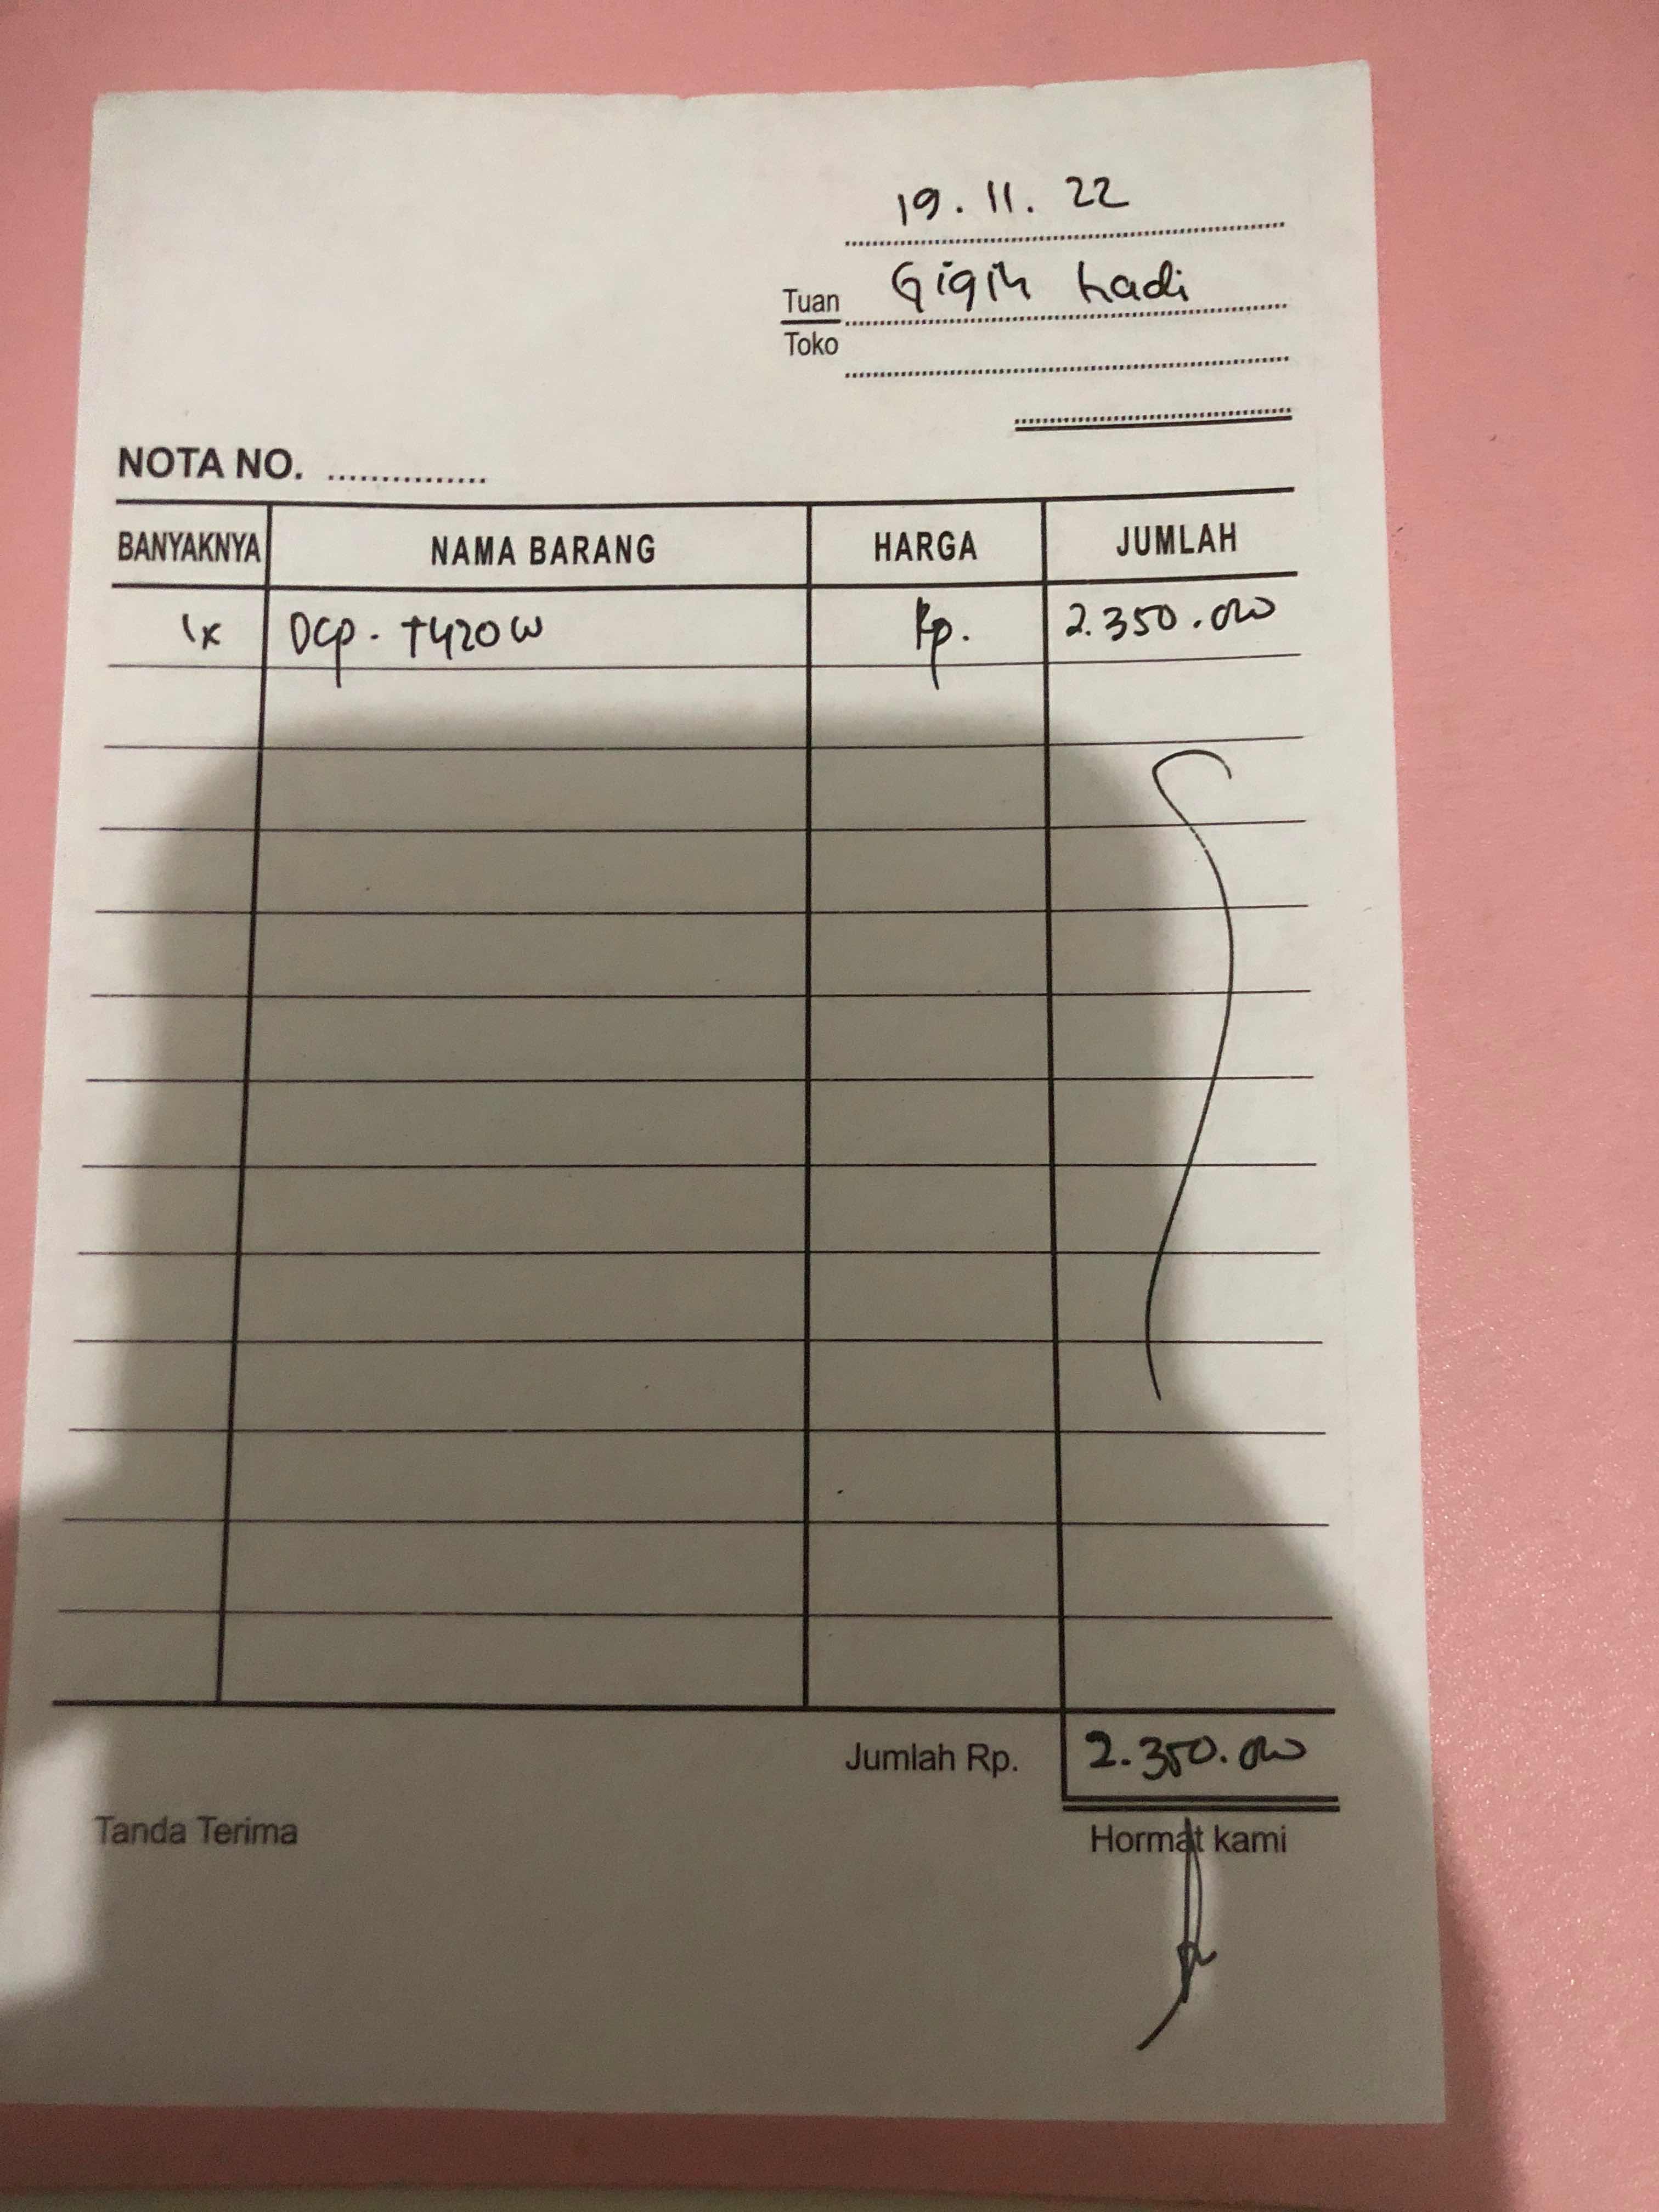 19.11.22
Tuan Gigih hadi
Toko
NOTA NO. ...............
BANYAKNYA NAMA BARANG HARGA JUMLAH
1x DCP-T420W Rp. 2.350.000
Jumlah Rp. 2.350.000
Tanda Terima Hormat kami